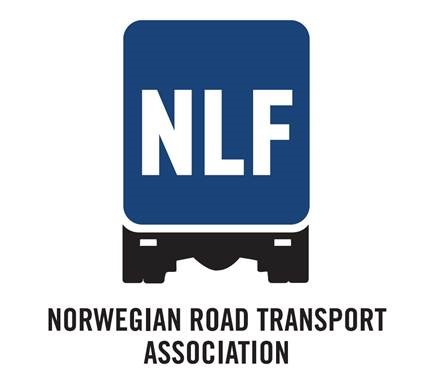 NLF
NORWEGIAN ROAD TRANSPORT
ASSOCIATION